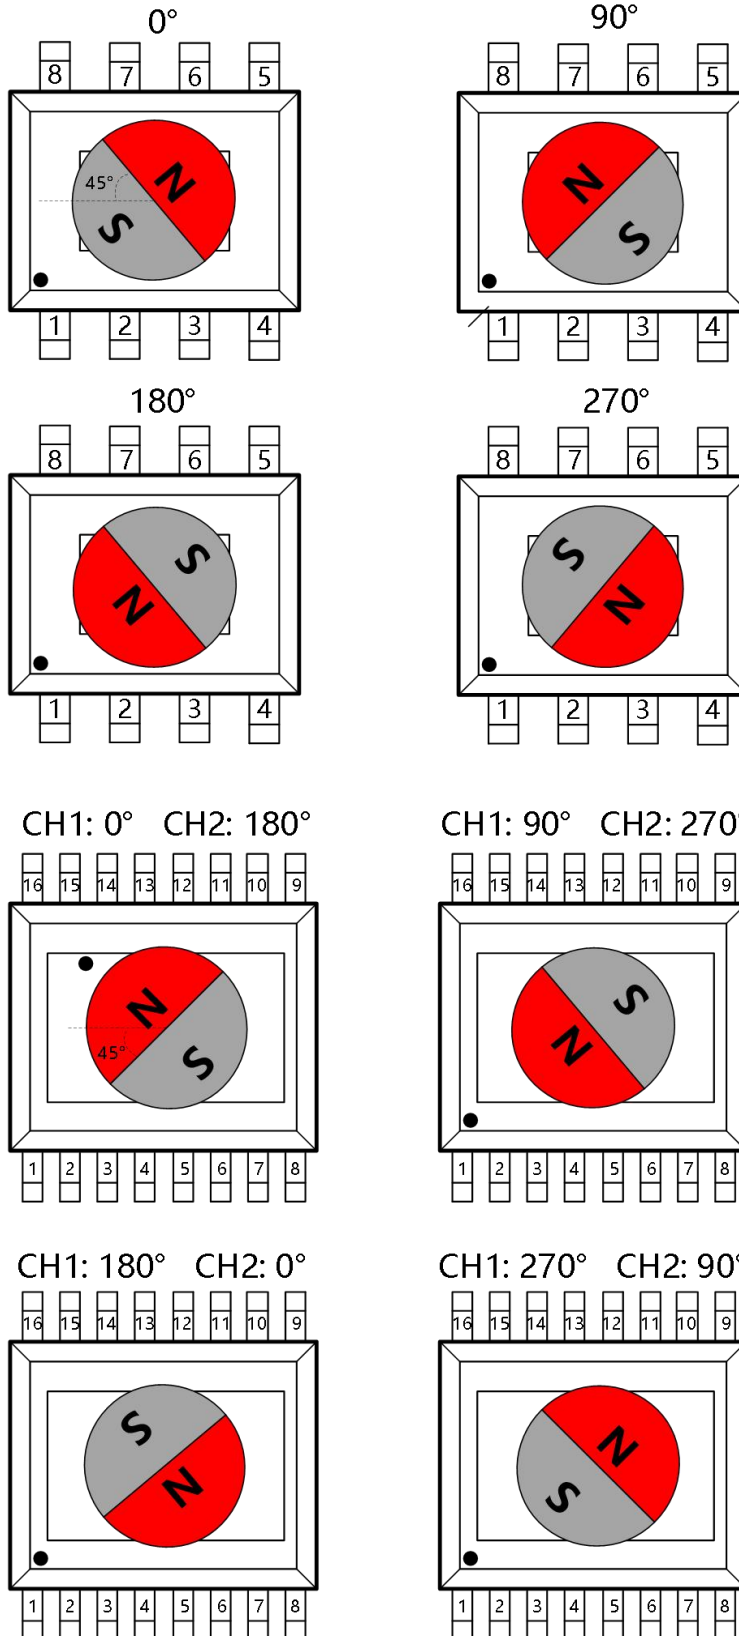 0° 90°
8 7 6 5 8 7 6 5
N N
45°
S S
1 2 3 4 1 2 3 4
180° 270°
8 7 6 5 8 7 6 5
S S
N N
1 2 3 4 1 2 3 4
CH1: 0° CH2: 180° CH1: 90° CH2: 270°
16 15 14 13 12 11 10 9 16 15 14 13 12 11 10 9
N S
45° S N
1 2 3 4 5 6 7 8 1 2 3 4 5 6 7 8
CH1: 180° CH2: 0° CH1: 270° CH2: 90°
16 15 14 13 12 11 10 9 16 15 14 13 12 11 10 9
S N
N S
1 2 3 4 5 6 7 8 1 2 3 4 5 6 7 8